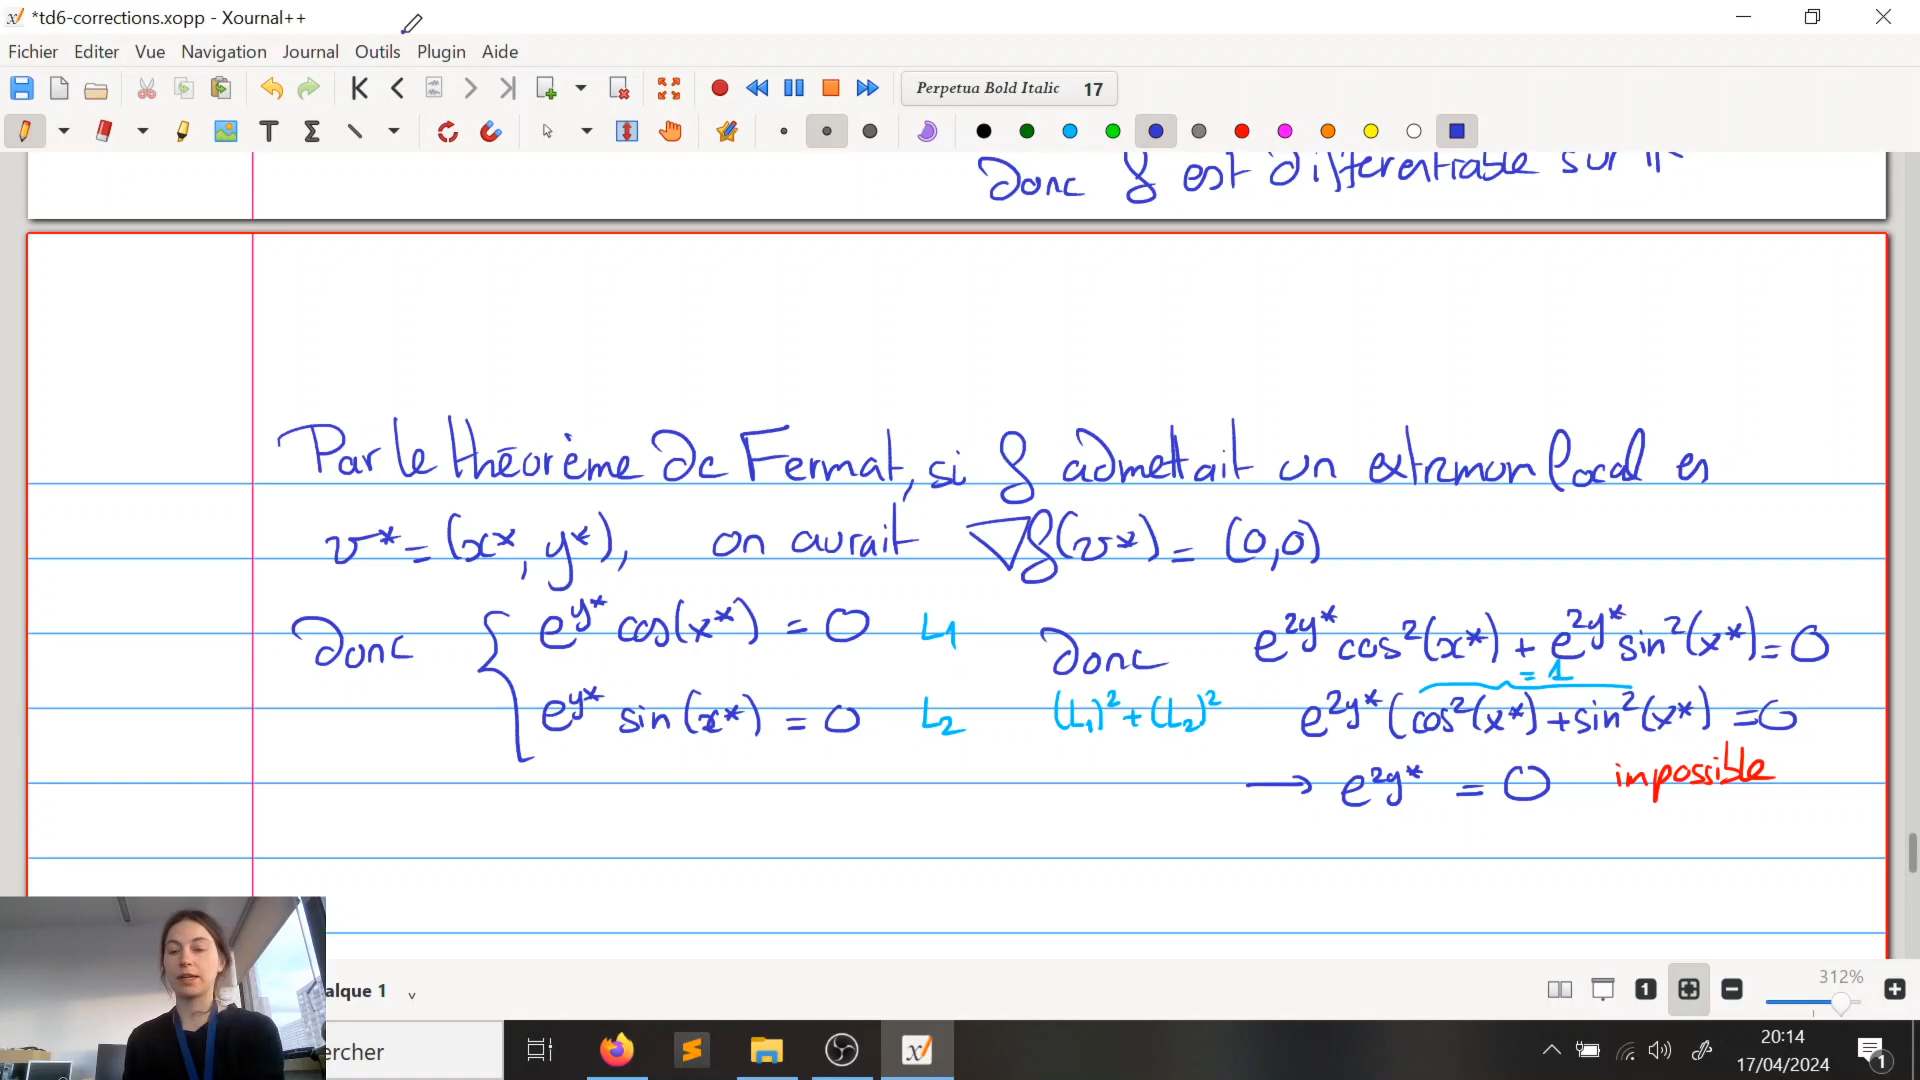 *td6-corrections.xopp - Xournal++
Fichier Editer Vue Navigation Journal Outils Plugin Aide
Perpetua Bold Italic 17
Donc f est différentiable sur
Par le théorème de Fermat, si f admettait un extremum local en
v* = (x*, y*), on aurait ∇f(v*) = (0,0)
Donc { e^{y*} cos(x*) = 0 L1
e^{y*} sin(x*) = 0 L2
Donc e^{2y*} cos²(x*) + e^{2y*} sin²(x*) = 0
= 1
(L1)² + (L2)² e^{2y*} (cos²(x*) + sin²(x*) = 0
→ e^{2y*} = 0 impossible
alque 1
312%
ercher
20:14
17/04/2024
1